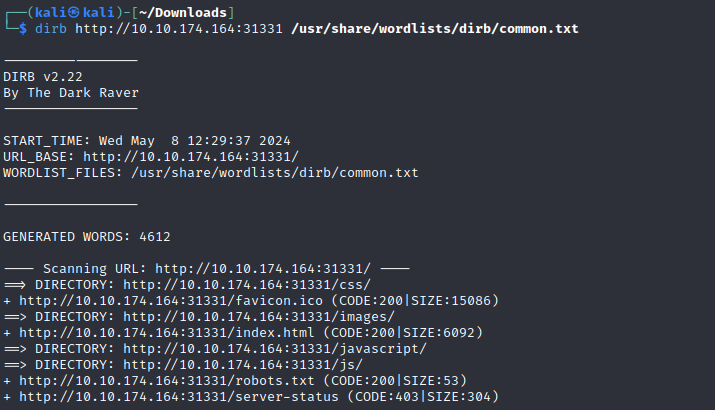 ┌──(kali㉿kali)-[~/Downloads]
└─$ dirb http://10.10.174.164:31331 /usr/share/wordlists/dirb/common.txt
-----------------
DIRB v2.22
By The Dark Raver
-----------------
START_TIME: Wed May  8 12:29:37 2024
URL_BASE: http://10.10.174.164:31331/
WORDLIST_FILES: /usr/share/wordlists/dirb/common.txt
-----------------
GENERATED WORDS: 4612
---- Scanning URL: http://10.10.174.164:31331/ ----
==> DIRECTORY: http://10.10.174.164:31331/css/
+ http://10.10.174.164:31331/favicon.ico (CODE:200|SIZE:15086)
==> DIRECTORY: http://10.10.174.164:31331/images/
+ http://10.10.174.164:31331/index.html (CODE:200|SIZE:6092)
==> DIRECTORY: http://10.10.174.164:31331/javascript/
==> DIRECTORY: http://10.10.174.164:31331/js/
+ http://10.10.174.164:31331/robots.txt (CODE:200|SIZE:53)
+ http://10.10.174.164:31331/server-status (CODE:403|SIZE:304)